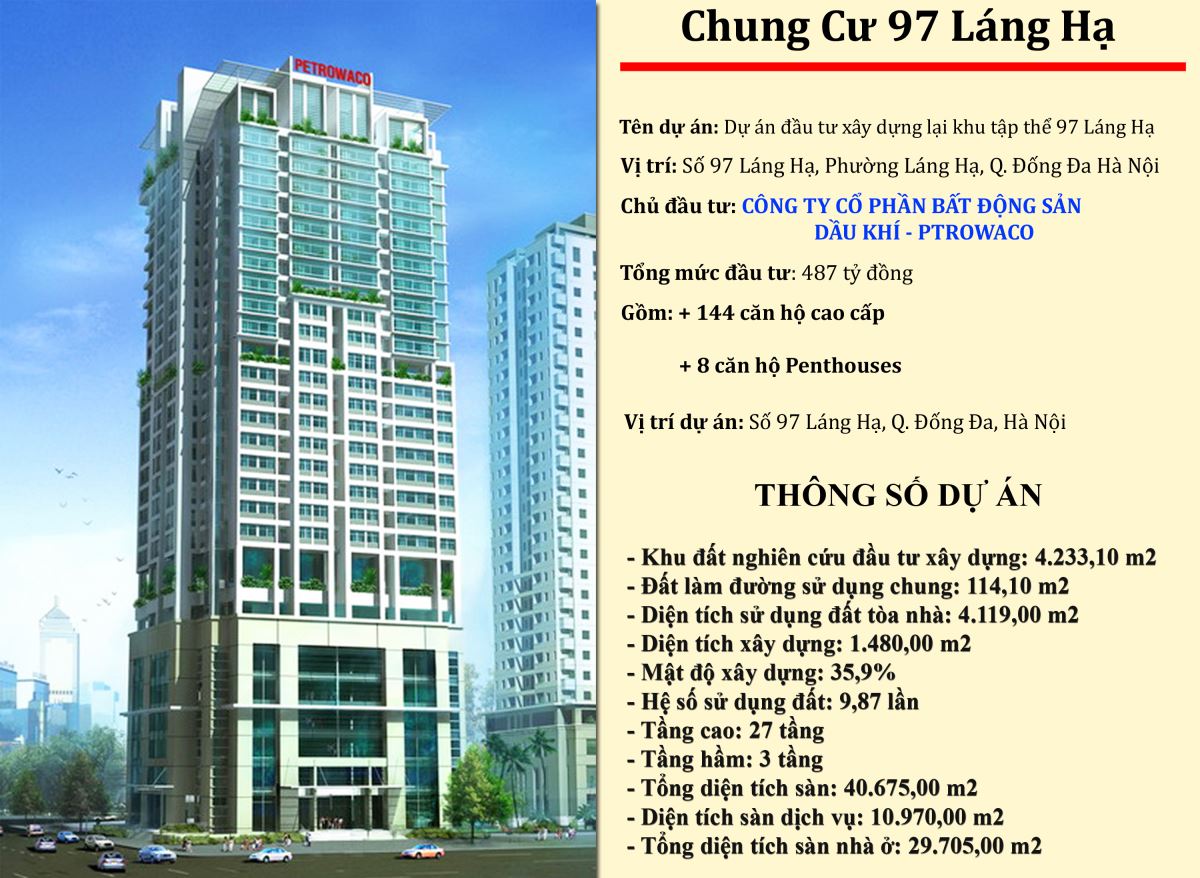 PETROWACO
Chung Cư 97 Láng Hạ
Tên dự án: Dự án đầu tư xây dựng lại khu tập thể 97 Láng Hạ
Vị trí: Số 97 Láng Hạ, Phường Láng Hạ, Q. Đống Đa Hà Nội
Chủ đầu tư: CÔNG TY CỔ PHẦN BẤT ĐỘNG SẢN
DẦU KHÍ - PTROWACO
Tổng mức đầu tư: 487 tỷ đồng
Gồm: + 144 căn hộ cao cấp
+ 8 căn hộ Penthouses
Vị trí dự án: Số 97 Láng Hạ, Q. Đống Đa, Hà Nội
THÔNG SỐ DỰ ÁN
- Khu đất nghiên cứu đầu tư xây dựng: 4.233,10 m2
- Đất làm đường sử dụng chung: 114,10 m2
- Diện tích sử dụng đất tòa nhà: 4.119,00 m2
- Diện tích xây dựng: 1.480,00 m2
- Mật độ xây dựng: 35,9%
- Hệ số sử dụng đất: 9,87 lần
- Tầng cao: 27 tầng
- Tầng hầm: 3 tầng
- Tổng diện tích sàn: 40.675,00 m2
- Diện tích sàn dịch vụ: 10.970,00 m2
- Tổng diện tích sàn nhà ở: 29.705,00 m2